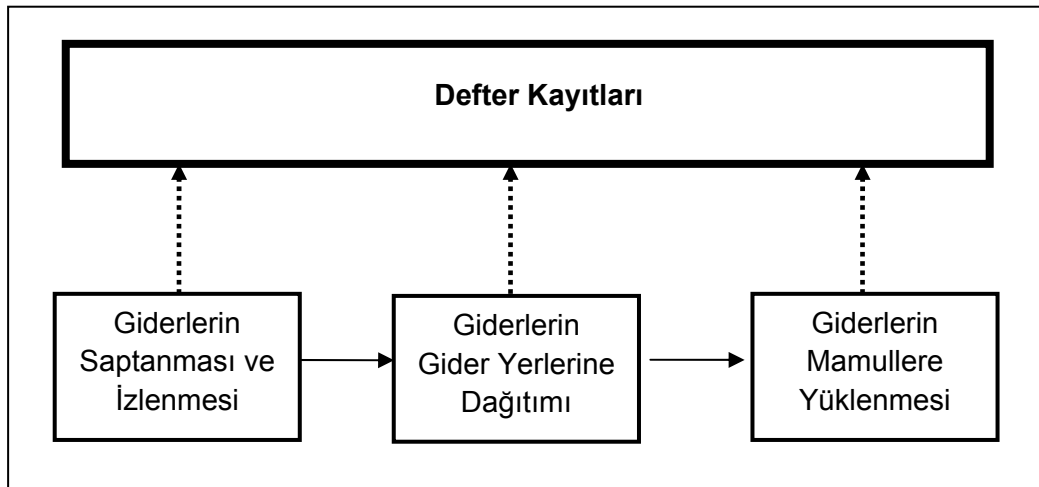 Defter Kayıtları
Giderlerin
Saptanması ve
İzlenmesi
Giderlerin
Gider Yerlerine
Dağıtımı
Giderlerin
Mamullere
Yüklenmesi